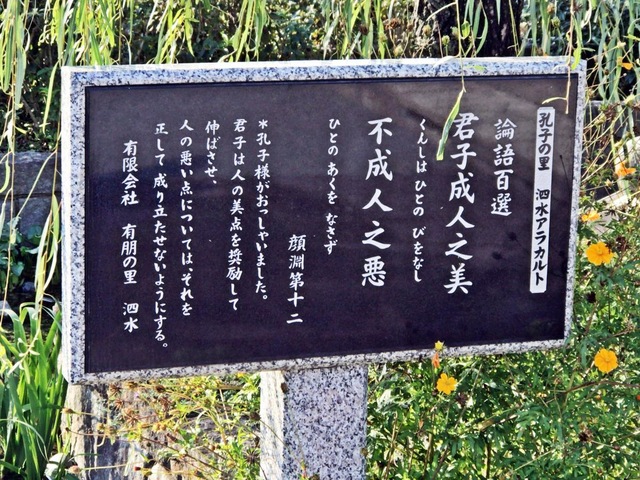 孔子の里 泗水アラカルト
論語百選
君子成人之美
くんしは ひとの びをなし
不成人之悪
ひとの あくを なさず
顔淵第十二
*孔子様がおっしゃいました。
君子は人の美点を奨励して
伸ばさせ、
人の悪い点については、それを
正して成り立たせないようにする。
有限会社 有朋の里 泗水